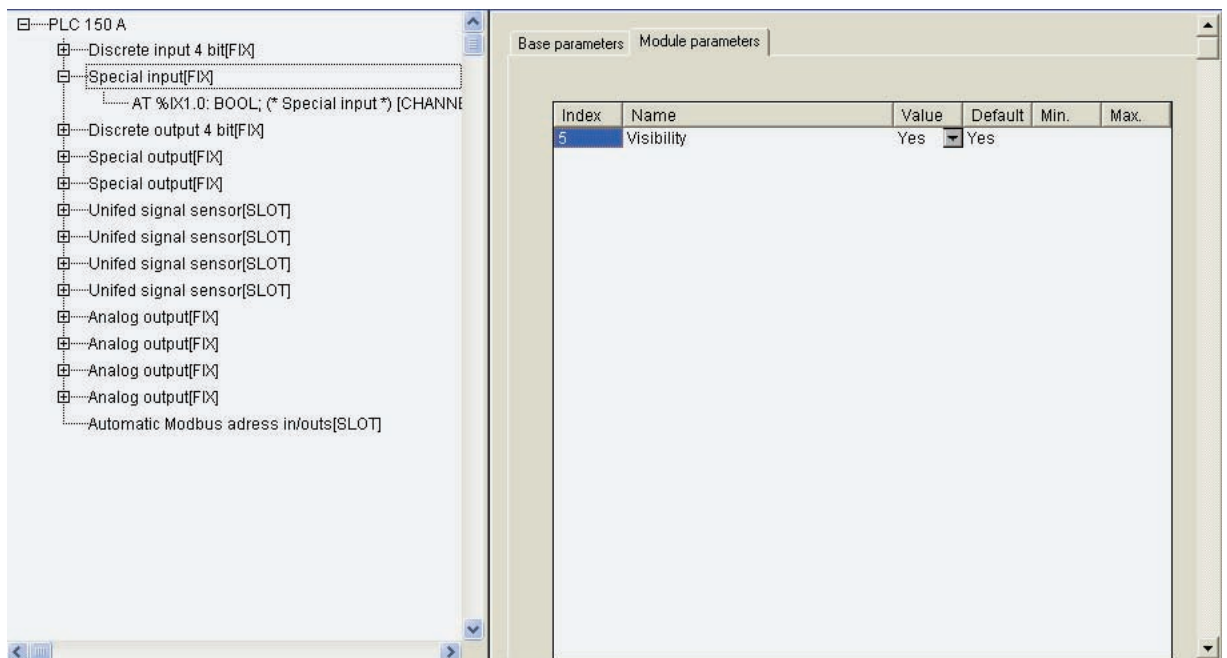 PLC 150 A
Discrete input 4 bit[FIX]
Special input[FIX]
AT %IX1.0: BOOL; (* Special input *) [CHANNE
Discrete output 4 bit[FIX]
Special output[FIX]
Special output[FIX]
Unifed signal sensor[SLOT]
Unifed signal sensor[SLOT]
Unifed signal sensor[SLOT]
Unifed signal sensor[SLOT]
Analog output[FIX]
Analog output[FIX]
Analog output[FIX]
Analog output[FIX]
Automatic Modbus adress in/outs[SLOT]
Base parameters Module parameters
Index Name Value Default Min. Max.
5 Visibility Yes Yes